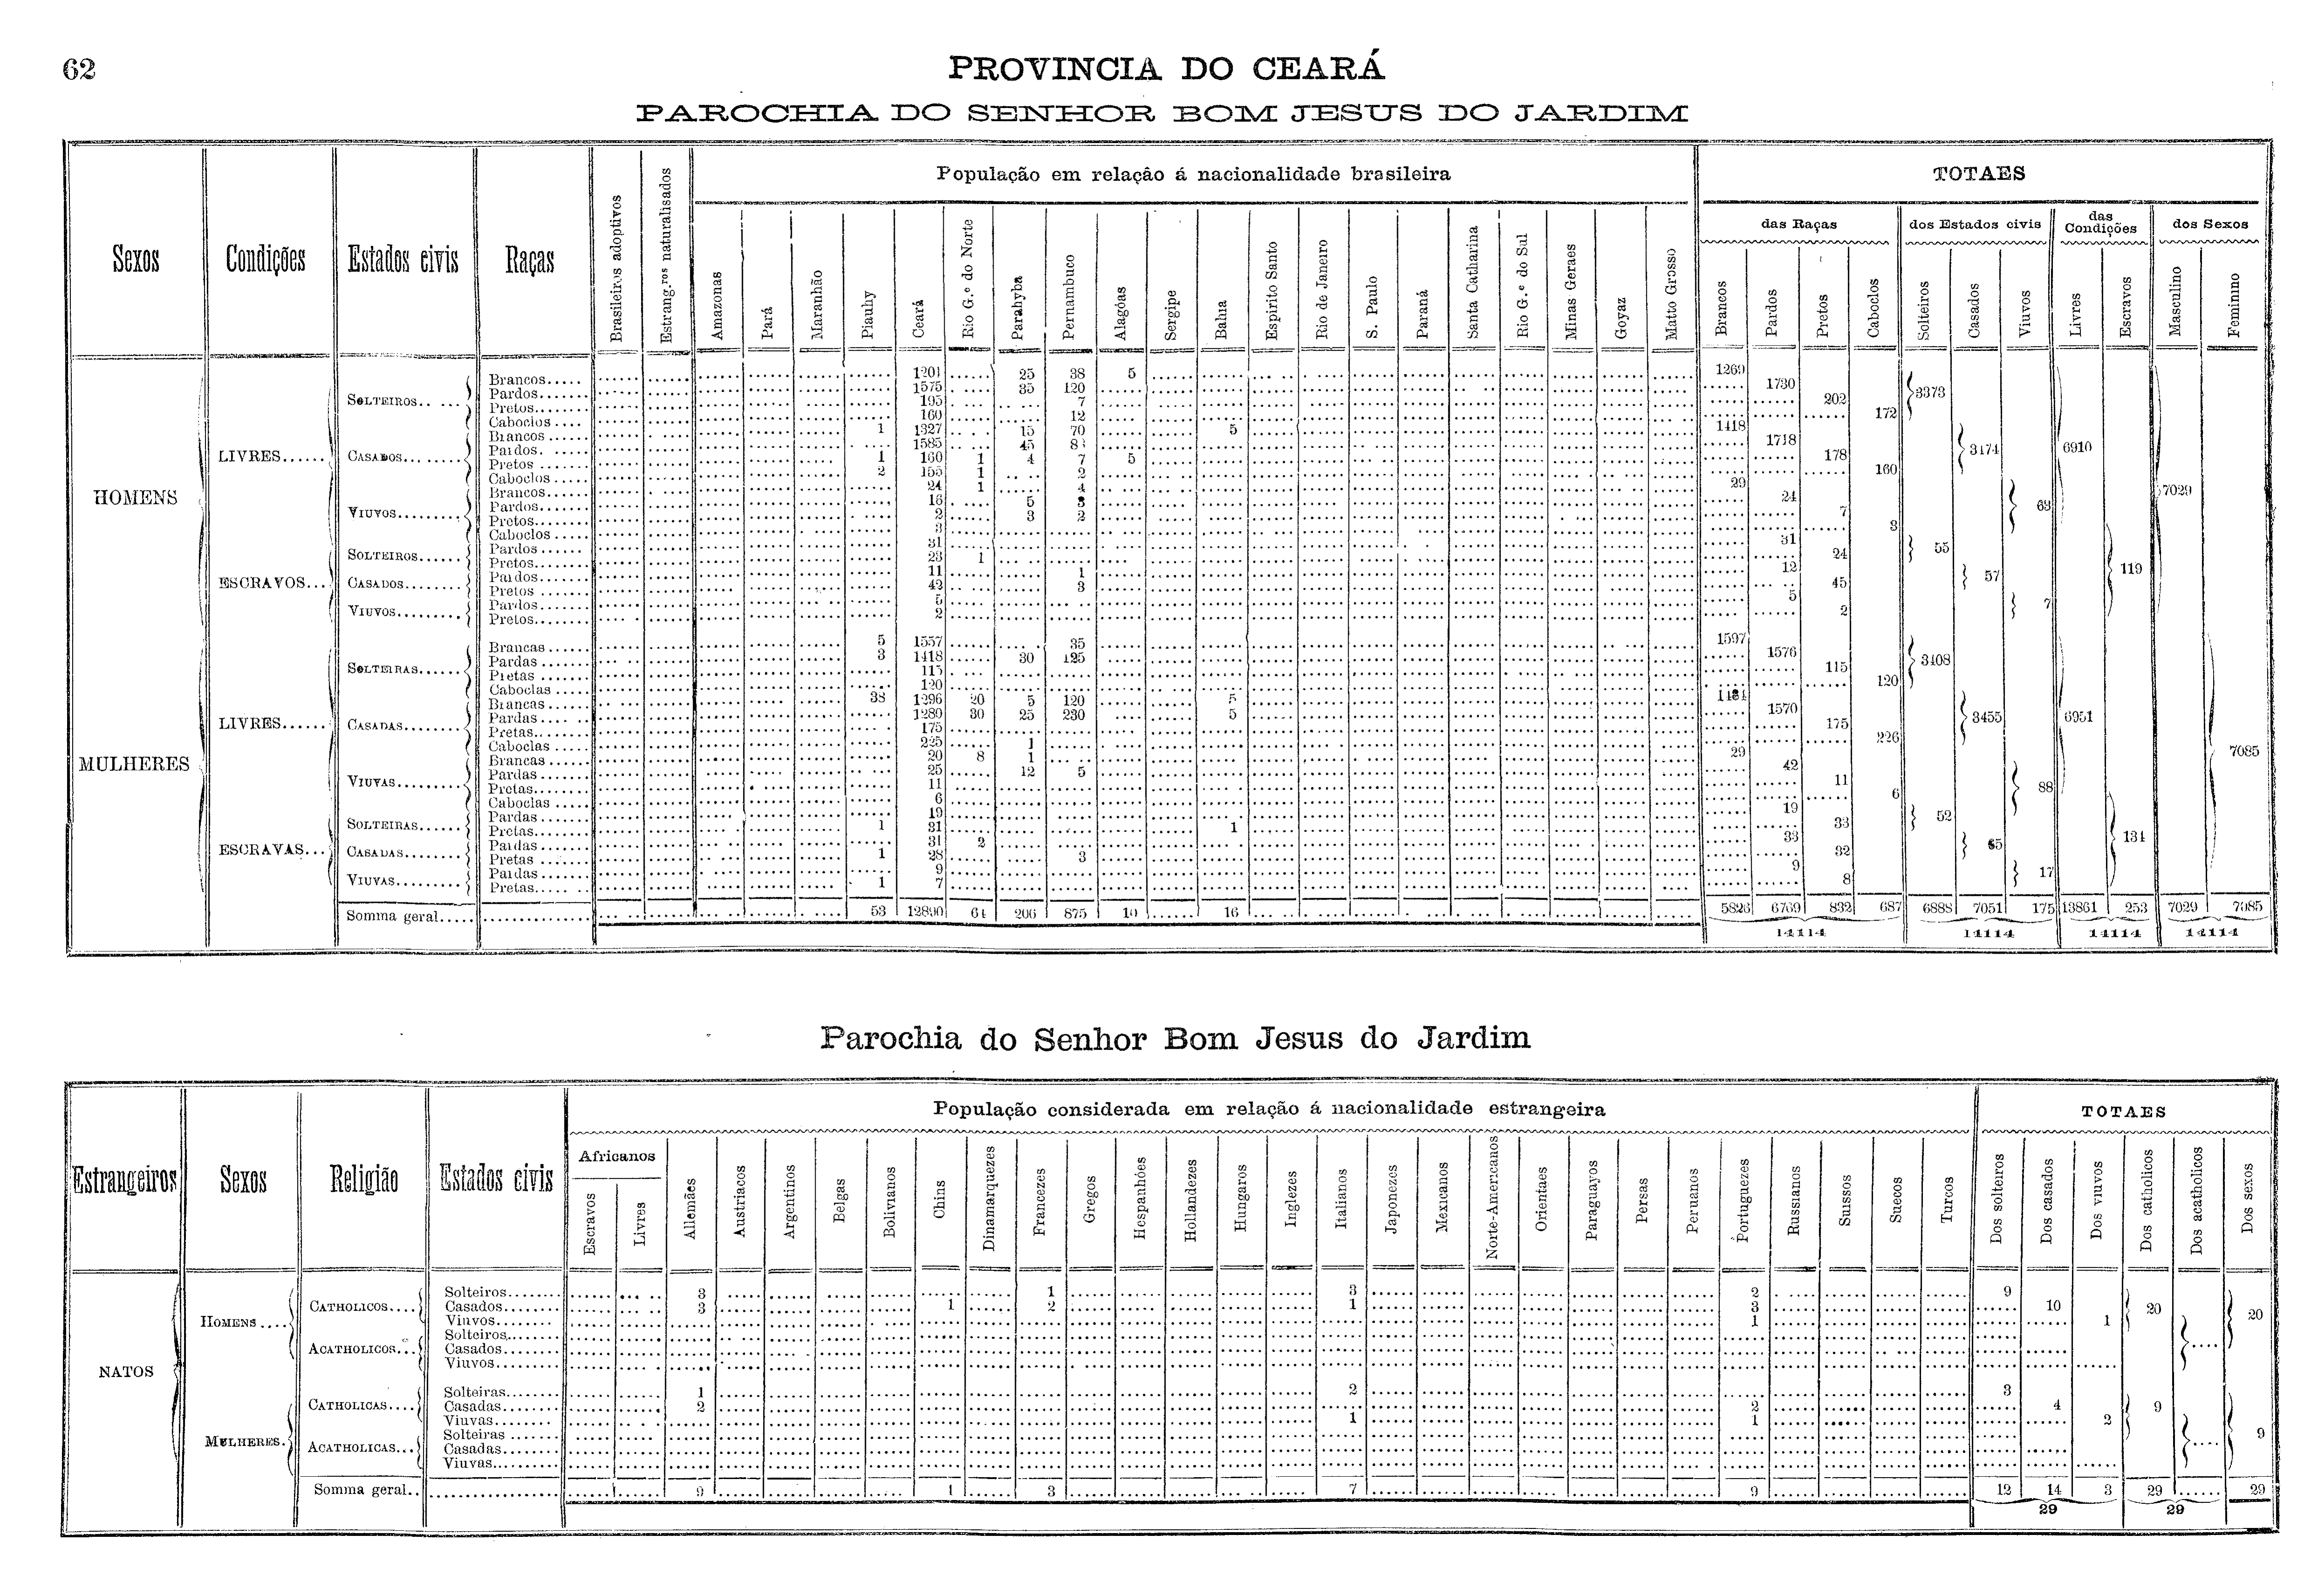 62
PROVINCIA DO CEARÁ
PAROCHIA DO SENHOR BOM JESUS DO JARDIM
Sexos Condições Estados civis Raças Brasileiros adoptivos Estrang.ros naturalisados População em relação á nacionalidade brasileira TOTAES
Amazonas Pará Maranhão Piauhy Ceará Rio G.e do Norte Parahyba Pernambuco Alagôas Sergipe Bahia Espirito Santo Rio de Janeiro S. Paulo Paraná Santa Catharina Rio G.e do Sul Minas Geraes Goyaz Matto Grosso
das Raças dos Estados civis das Condições dos Sexos
Brancos Pardos Pretos Caboclos Solteiros Casados Viuvos Livres Escravos Masculino Feminino
HOMENS
LIVRES......
SOLTEIROS.. ... Brancos..... 1201 25 38 5 1269
Pardos....... 1575 35 120 1730 3373
Pretos....... 195 7 202
Caboclos .... 160 12 172
CASADOS... ..... Brancos ...... 1 1327 15 70 5 1418
Pardos. ..... 1585 45 1718 3174 6910
Pretos ....... 1 160 1 4 7 5 178
Caboclos ..... 2 155 1 2 160
VIUVOS......... Brancos...... 24 1 4 29 7029
Pardos....... 16 5 3 24 63
Pretos....... 2 3 2 7
Caboclos ..... 3 3
ESCRAVOS...
SOLTEIROS...... Pardos ...... 31 31 55
Pretos....... 23 1 24
CASADOS........ Pardos....... 11 1 12 57 119
Pretos ...... 42 3 45
VIUVOS......... Pardos....... 5 5 7
Pretos....... 2 2
MULHERES
LIVRES......
SOLTEIRAS...... Brancas ...... 5 1557 35 1597
Pardas ....... 3 1418 30 125 1576 3408
Pretas ....... 115 115
Caboclas ..... 120 120
CASADAS........ Brancas ...... 38 1296 20 5 120 5 1484
Pardas .... .. 1280 30 25 230 5 1570 3455 6951
Pretas....... 175 175
Caboclas ..... 225 1 226
VIUVAS......... Brancas ...... 20 8 1 29 7085
Pardas ....... 25 12 5 42 88
Pretas....... 11 11
Caboclas ..... 6 6
ESCRAVAS...
SOLTEIRAS...... Pardas ....... 19 19 52
Pretas....... 1 31 1 33
CASADAS........ Pardas ....... 31 2 33 65 134
Pretas ....... 1 28 3 32
VIUVAS......... Pardas ....... 9 9 17
Pretas..... .. 1 7 8
Somma geral..... 53 12890 64 206 875 10 16 5826 6769 832 687 6888 7051 175 13861 253 7029 7085
14114 14114 14114 14114
Parochia do Senhor Bom Jesus do Jardim
Estrangeiros Sexos Religião Estados civis População considerada em relação á nacionalidade estrangeira TOTAES
Africanos
Escravos Livres Allemães Austriacos Argentinos Belgas Bolivianos Chins Dinamarquezes Francezes Gregos Hespanhóes Hollandezes Hungaros Inglezes Italianos Japonezes Mexicanos Norte-Americanos Orientaes Paraguayos Persas Peruanos Portuguezes Russianos Suissos Suecos Turcos Dos solteiros Dos casados Dos viuvos Dos catholicos Dos acatholicos Dos sexos
NATOS
HOMENS ....
CATHOLICOS.... Solteiros....... 3 1 3 2 9
Casados........ 3 1 2 1 3 10 20 20
Viuvos........ 1 1
ACATHOLICOS... Solteiros.......
Casados........
Viuvos.........
MULHERES.
CATHOLICAS.... Solteiras....... 1 2 3
Casadas........ 2 2 4 9
Viuvas........ 1 1 2
ACATHOLICAS... Solteiras ....... 9
Casadas........
Viuvas.........
Somma geral.. 9 1 3 7 9 12 14 3 29 29
29 29